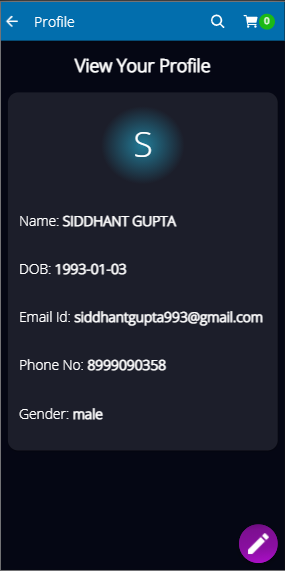 Profile
0
View Your Profile
S
Name: SIDDHANT GUPTA
DOB: 1993-01-03
Email Id: siddhantgupta993@gmail.com
Phone No: 8999090358
Gender: male